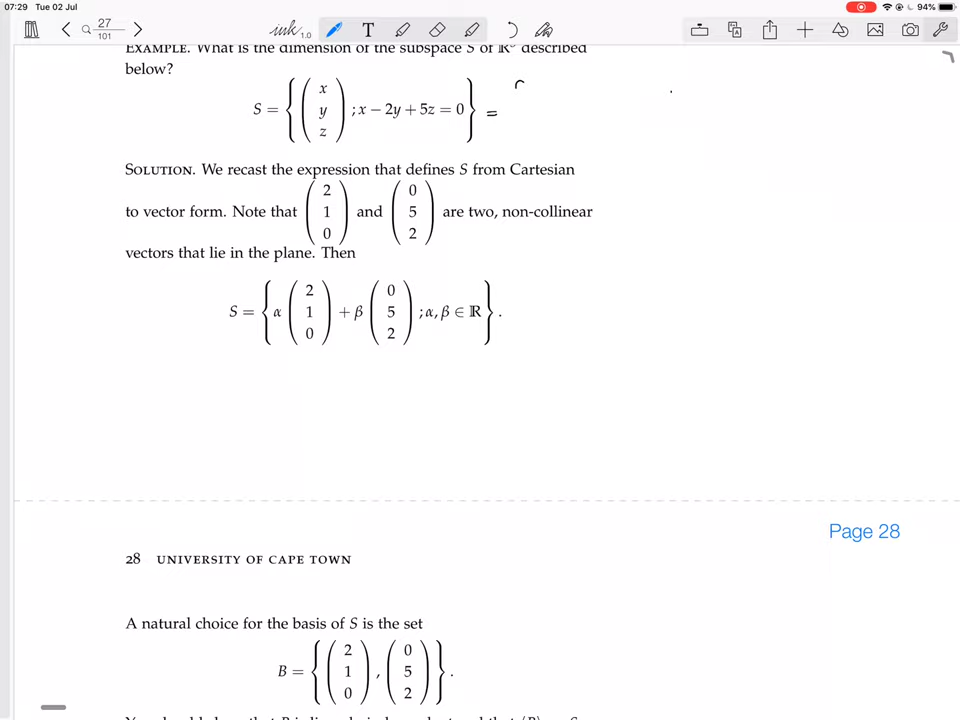 07:29 Tue 02 Jul 94%
27
101
ink 1.0 T
EXAMPLE. What is the dimension of the subspace S of ℝ³ described
below?
S = { ( x y z ) ; x − 2y + 5z = 0 } =
SOLUTION. We recast the expression that defines S from Cartesian
to vector form. Note that ( 2 1 0 ) and ( 0 5 2 ) are two, non-collinear
vectors that lie in the plane. Then
S = { α ( 2 1 0 ) + β ( 0 5 2 ) ; α, β ∈ ℝ } .
Page 28
28 UNIVERSITY OF CAPE TOWN
A natural choice for the basis of S is the set
B = { ( 2 1 0 ) , ( 0 5 2 ) } .